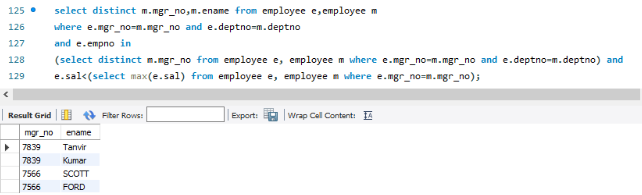 125 select distinct m.mgr_no,m.ename from employee e,employee m
126 where e.mgr_no=m.mgr_no and e.deptno=m.deptno
127 and e.empno in
128 (select distinct m.mgr_no from employee e, employee m where e.mgr_no=m.mgr_no and e.deptno=m.deptno) and
129 e.sal<(select max(e.sal) from employee e, employee m where e.mgr_no=m.mgr_no);
Result Grid Filter Rows: Export: Wrap Cell Content:
mgr_no ename
7839 Tanvir
7839 Kumar
7566 SCOTT
7566 FORD